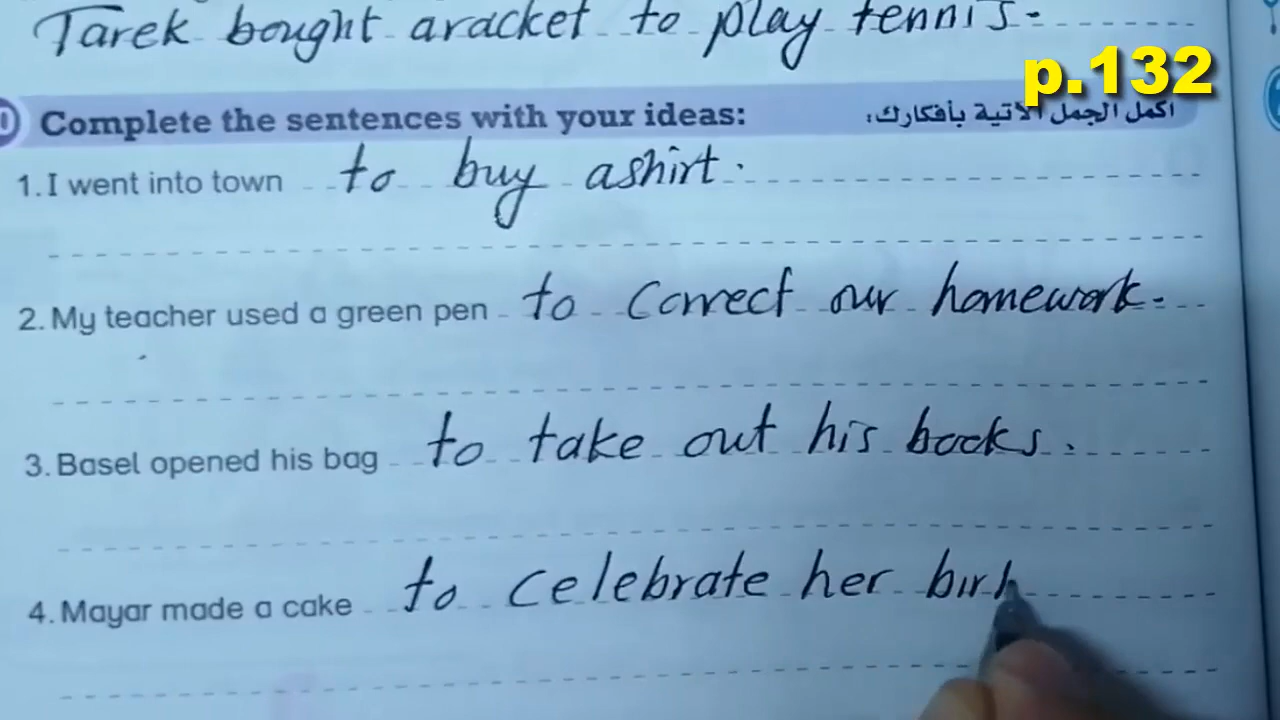 Tarek bought aracket to play tennis.
p.132
Complete the sentences with your ideas: اكمل الجمل الآتية بأفكارك:
1. I went into town to buy ashirt.
2. My teacher used a green pen to correct our homework.
3. Basel opened his bag to take out his books.
4. Mayar made a cake to celebrate her birt